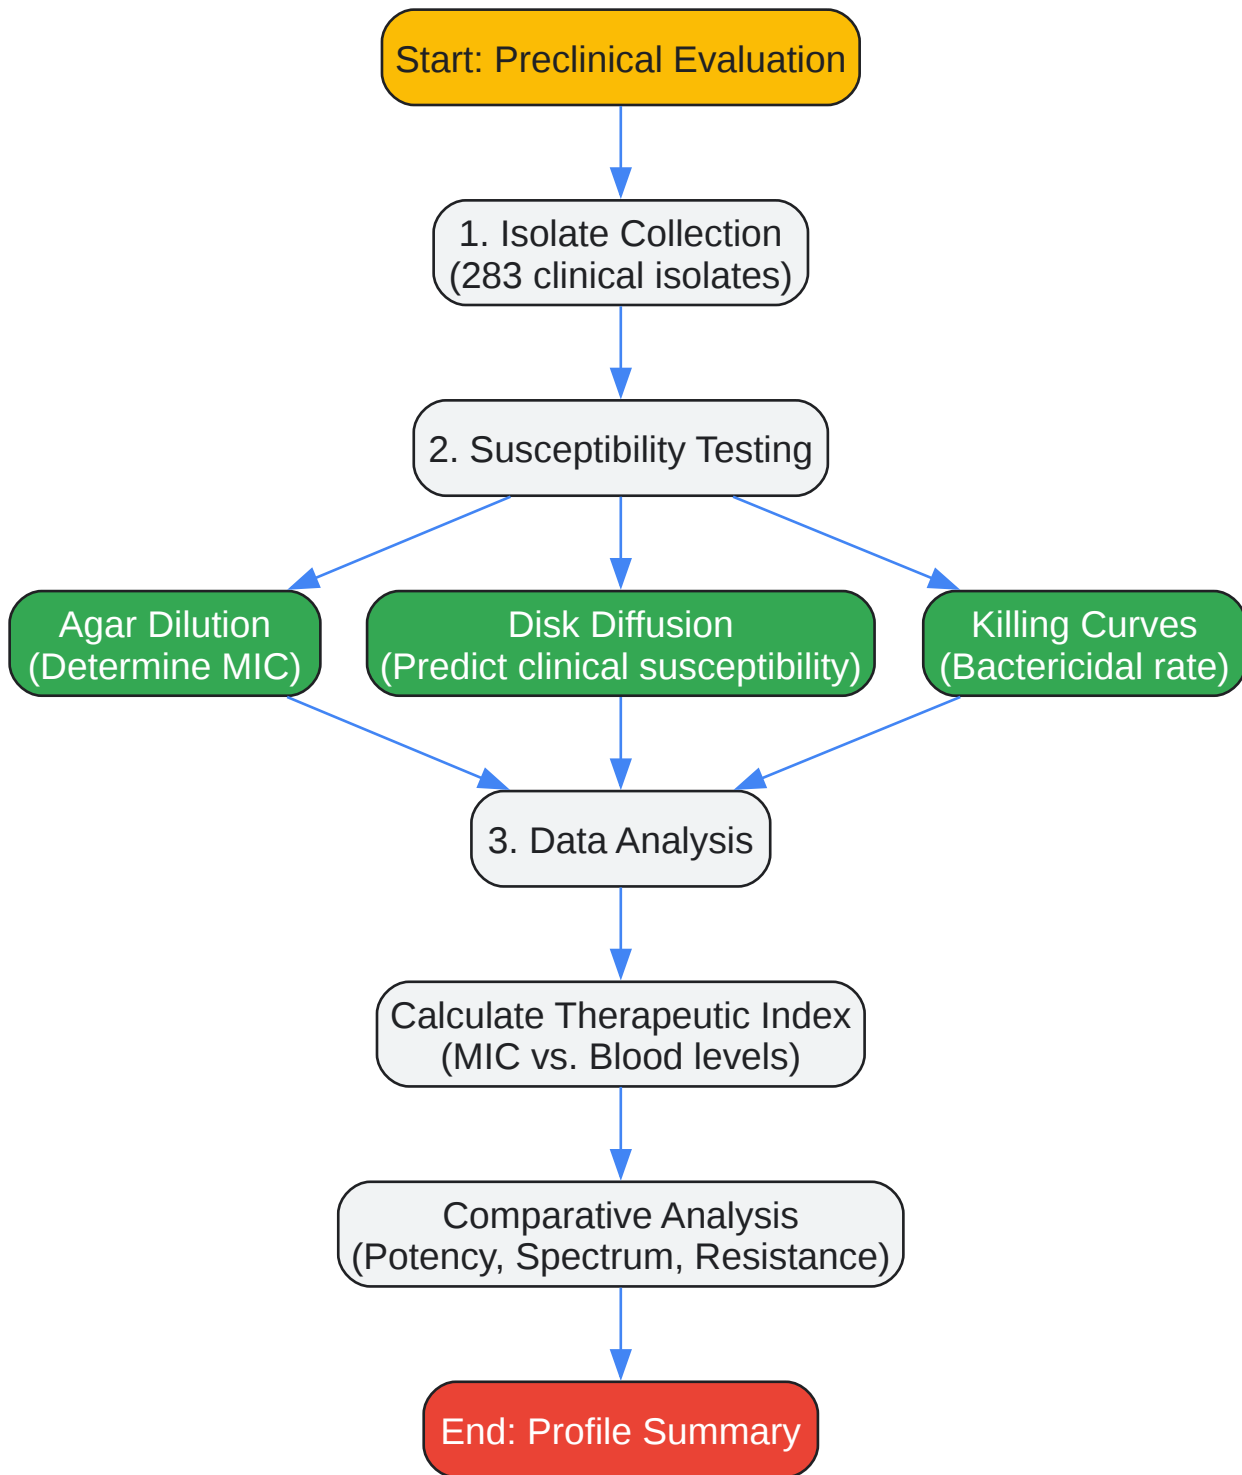 Start: Preclinical Evaluation
1. Isolate Collection
(283 clinical isolates)
2. Susceptibility Testing
Agar Dilution
(Determine MIC)
Disk Diffusion
(Predict clinical susceptibility)
Killing Curves
(Bactericidal rate)
3. Data Analysis
Calculate Therapeutic Index
(MIC vs. Blood levels)
Comparative Analysis
(Potency, Spectrum, Resistance)
End: Profile Summary